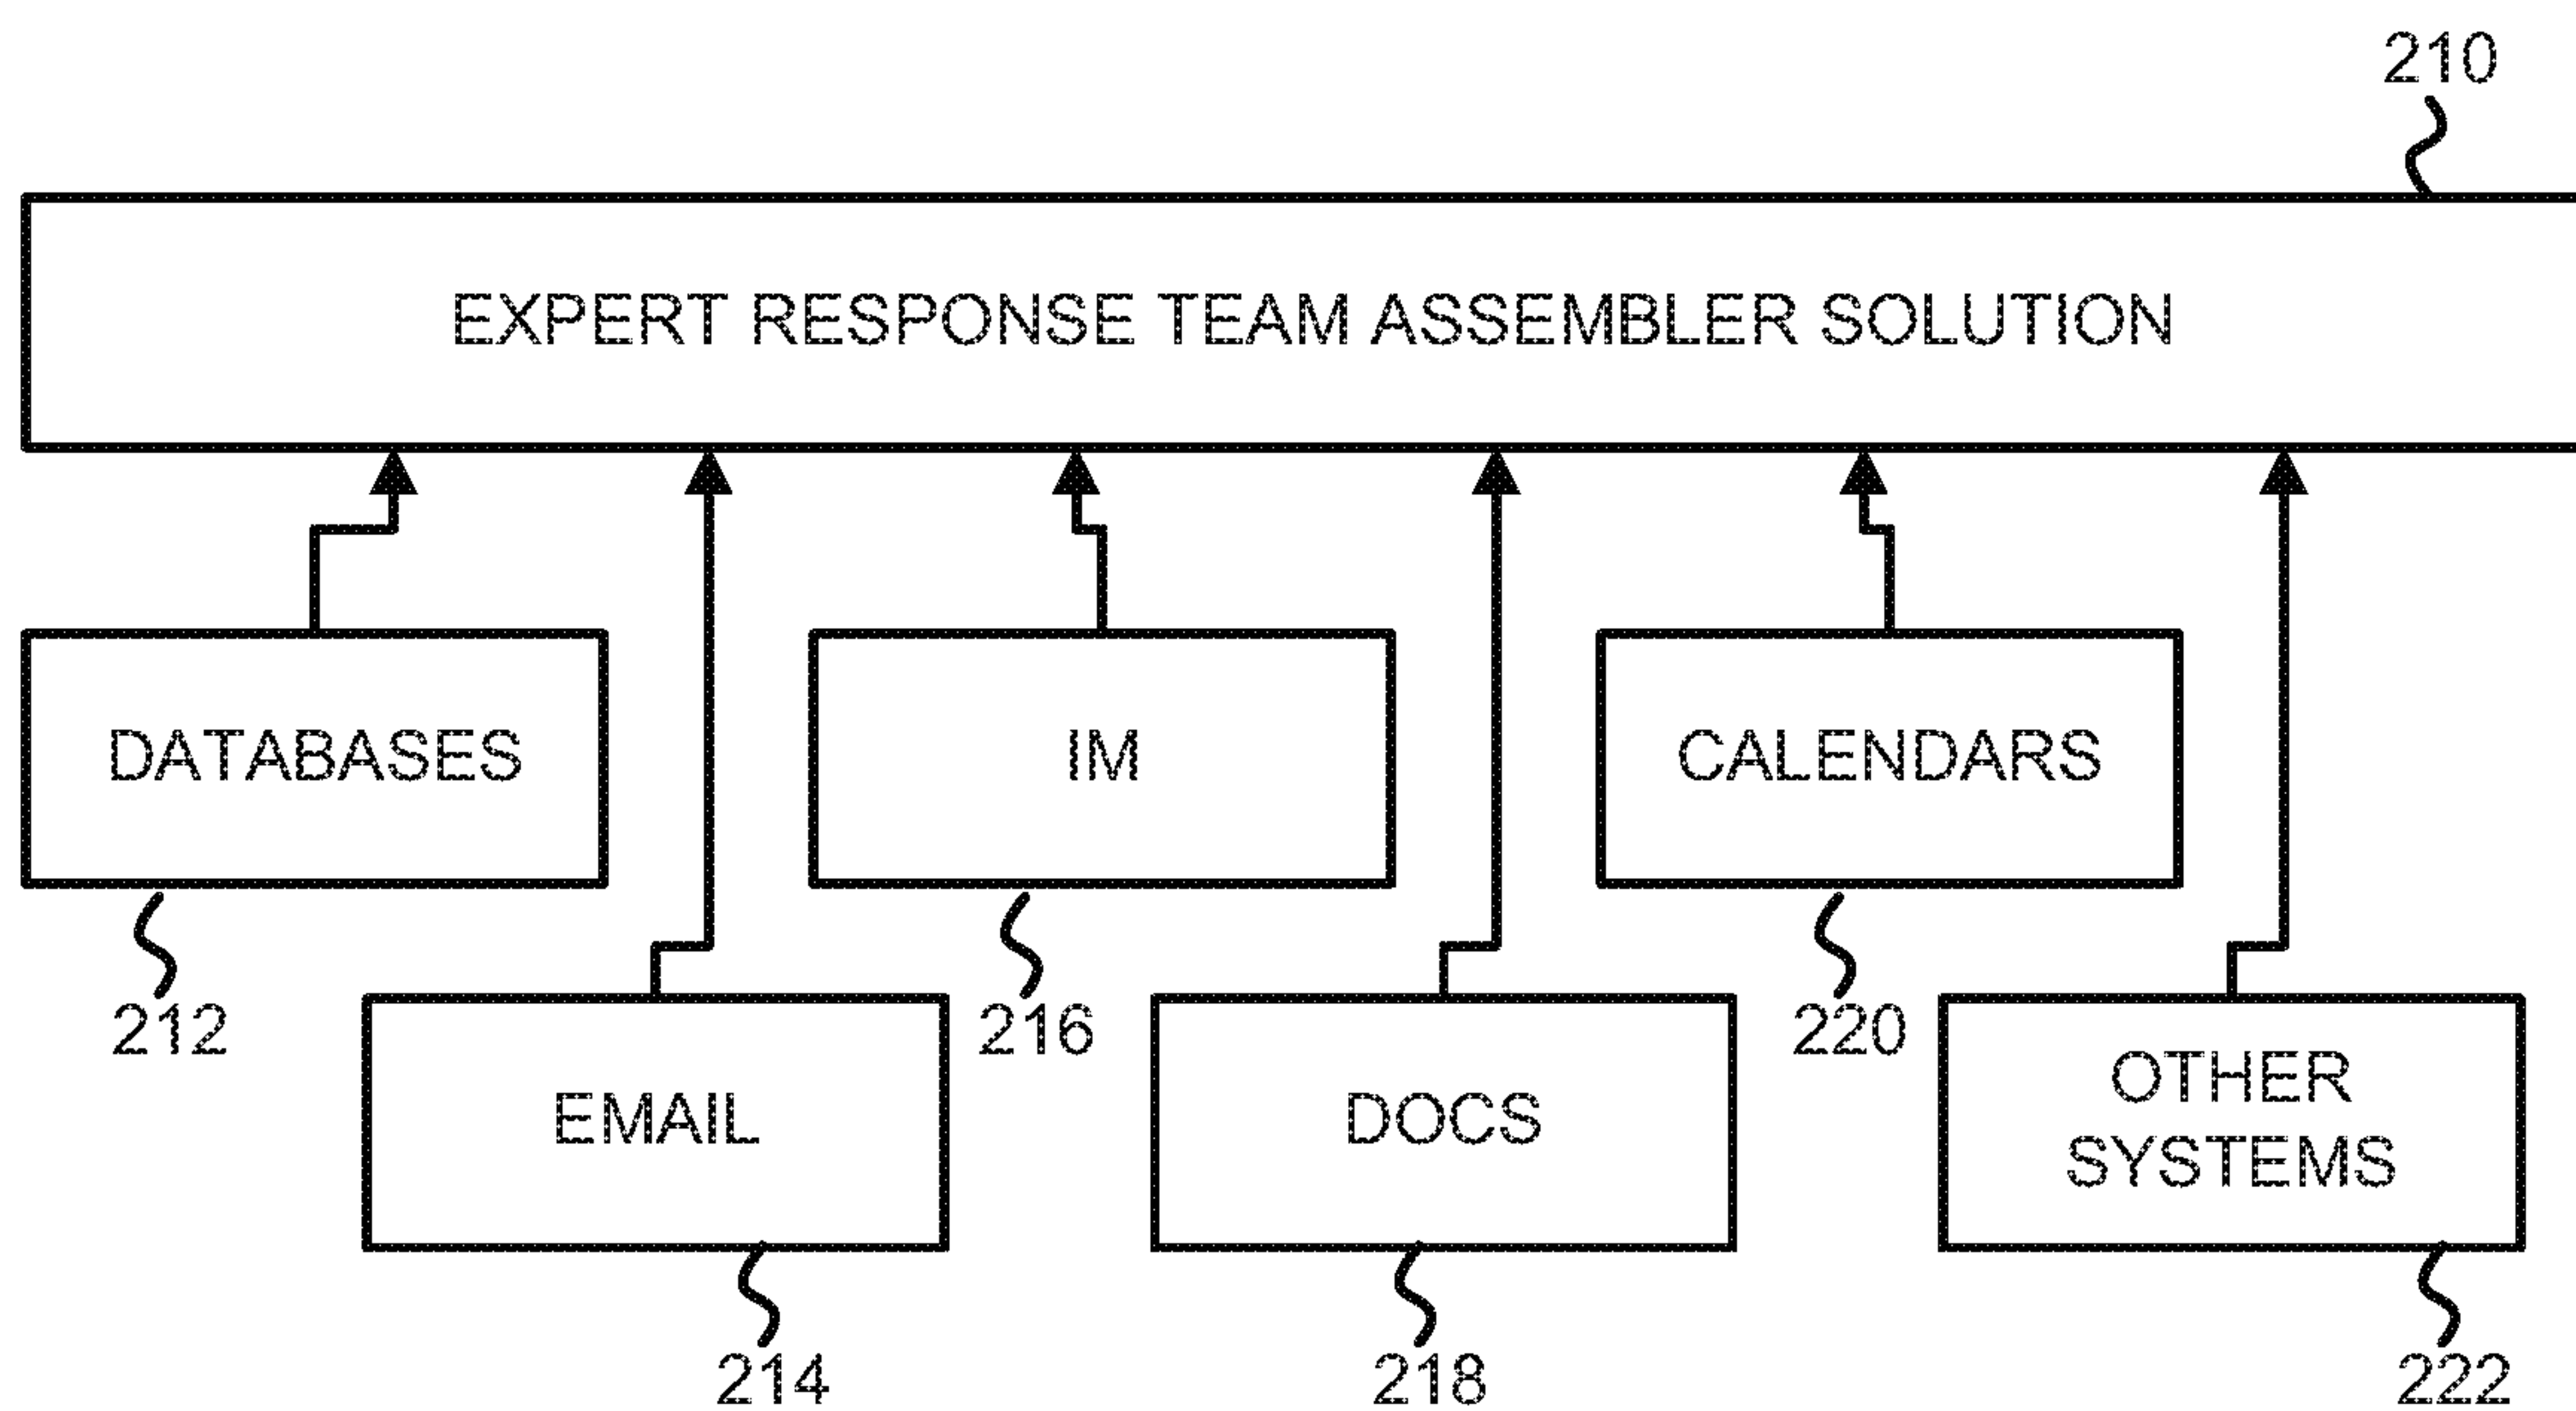 210
EXPERT RESPONSE TEAM ASSEMBLER SOLUTION
DATABASES
IM
CALENDARS
212
216
220
EMAIL
DOCS
OTHER
SYSTEMS
214
218
222